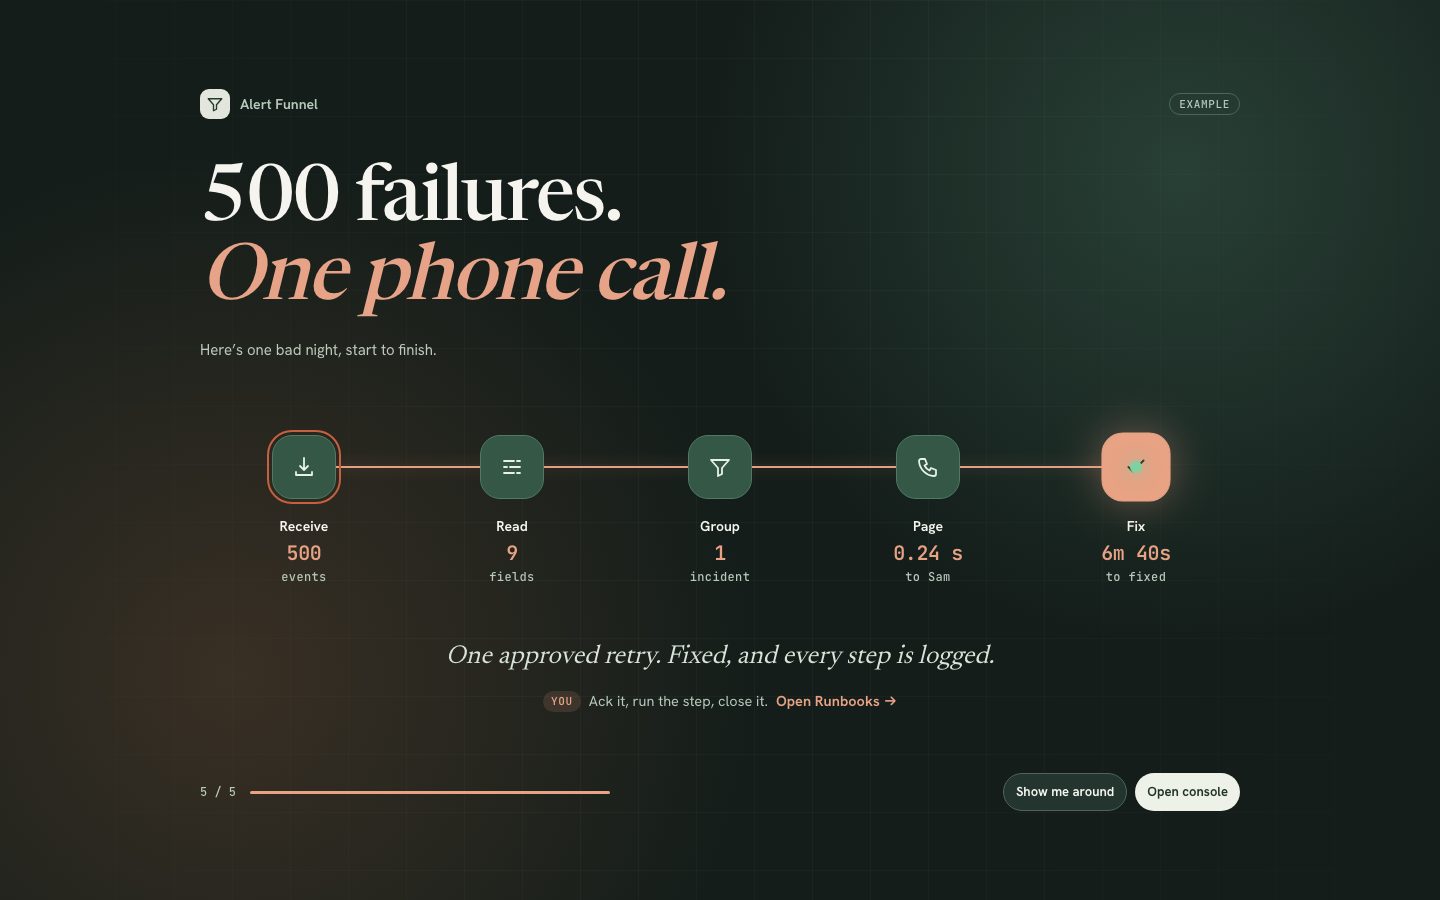 Alert Funnel
EXAMPLE
500 failures.
One phone call.
Here’s one bad night, start to finish.
Receive
500
events
Read
9
fields
Group
1
incident
Page
0.24 s
to Sam
Fix
6m 40s
to fixed
One approved retry. Fixed, and every step is logged.
YOU Ack it, run the step, close it. Open Runbooks →
5 / 5
Show me around
Open console